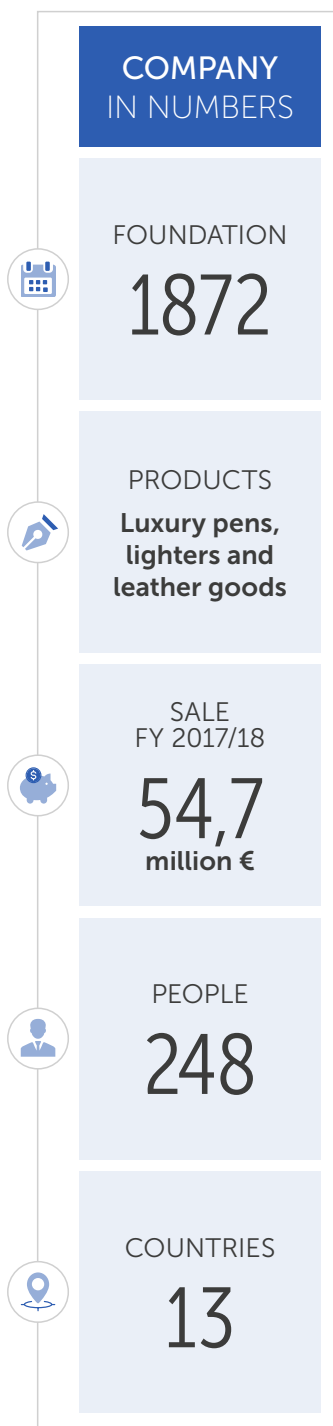 COMPANY
IN NUMBERS
FOUNDATION
1872
PRODUCTS
Luxury pens,
lighters and
leather goods
$
SALE
FY 2017/18
54,7
million €
PEOPLE
248
COUNTRIES
13